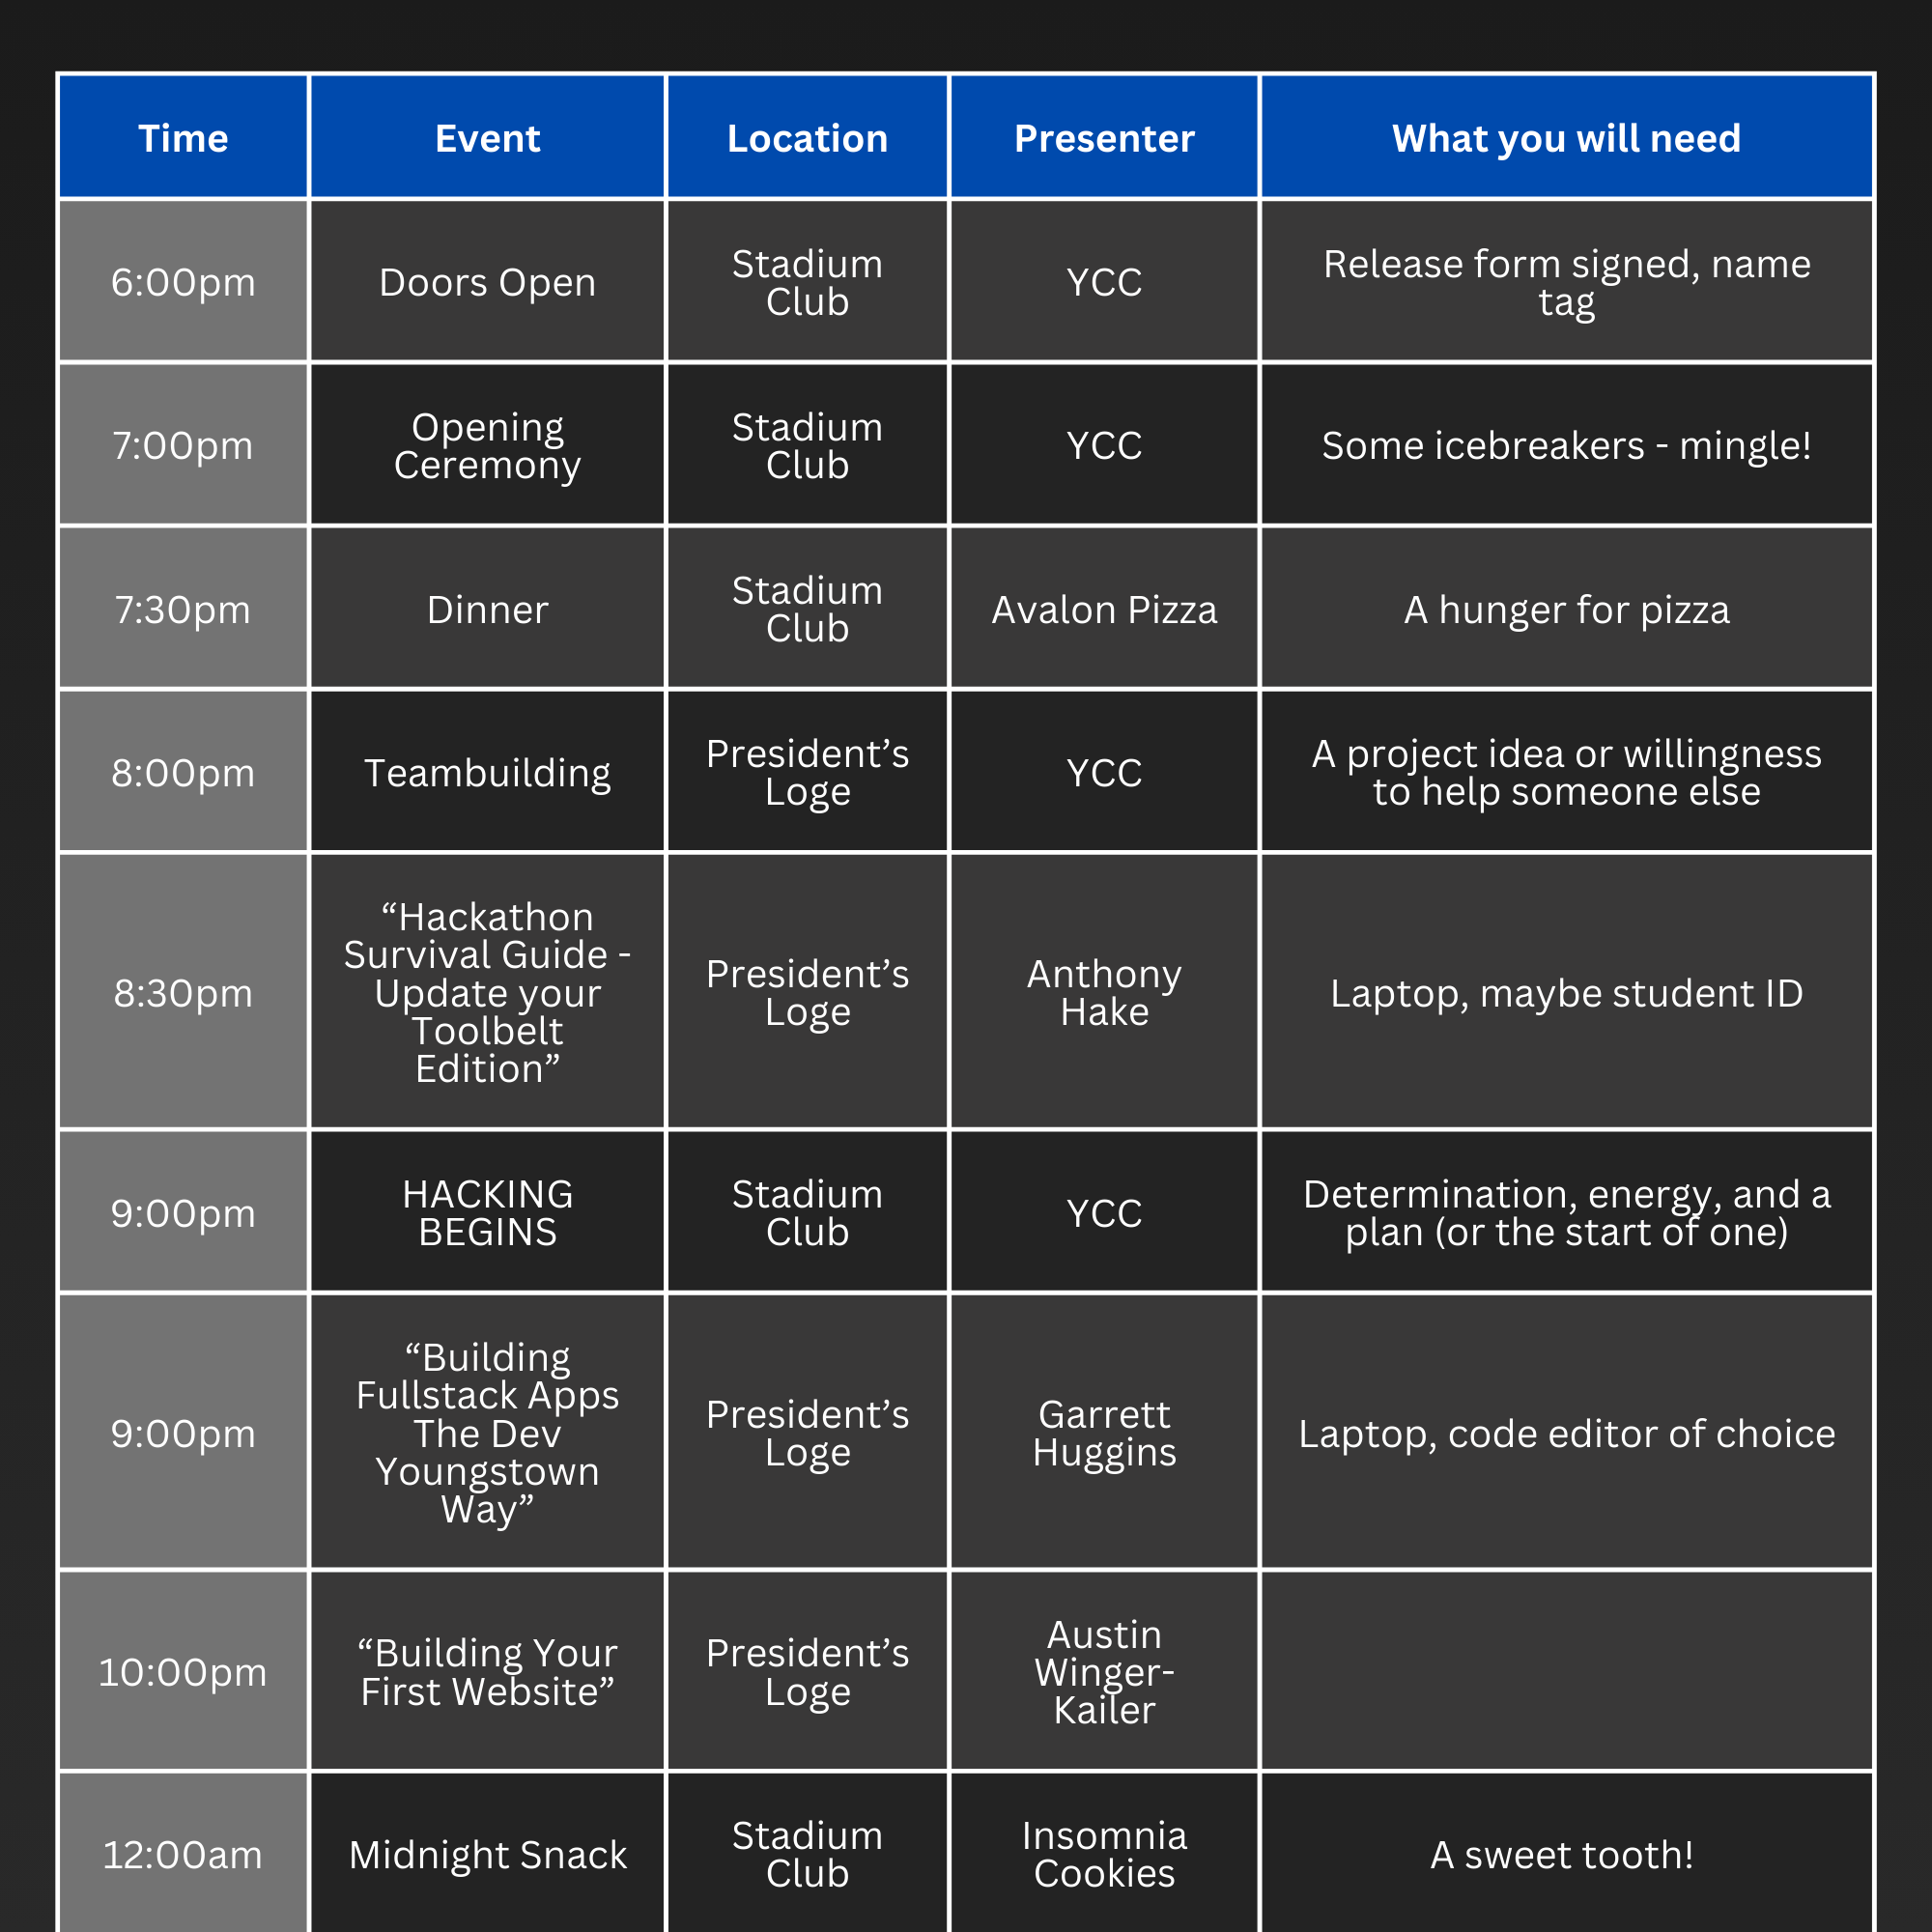 Time
Event
Location
Presenter
What you will need
6:00pm
Doors Open
Stadium
Club
YCC
Release form signed, name
tag
7:00pm
Opening
Ceremony
Stadium
Club
YCC
Some icebreakers - mingle!
7:30pm
Dinner
Stadium
Club
Avalon Pizza
A hunger for pizza
8:00pm
Teambuilding
President’s
Loge
YCC
A project idea or willingness
to help someone else
8:30pm
“Hackathon
Survival Guide -
Update your
Toolbelt
Edition”
President’s
Loge
Anthony
Hake
Laptop, maybe student ID
9:00pm
HACKING
BEGINS
Stadium
Club
YCC
Determination, energy, and a
plan (or the start of one)
9:00pm
“Building
Fullstack Apps
The Dev
Youngstown
Way”
President’s
Loge
Garrett
Huggins
Laptop, code editor of choice
10:00pm
“Building Your
First Website”
President’s
Loge
Austin
Winger-
Kailer
12:00am
Midnight Snack
Stadium
Club
Insomnia
Cookies
A sweet tooth!